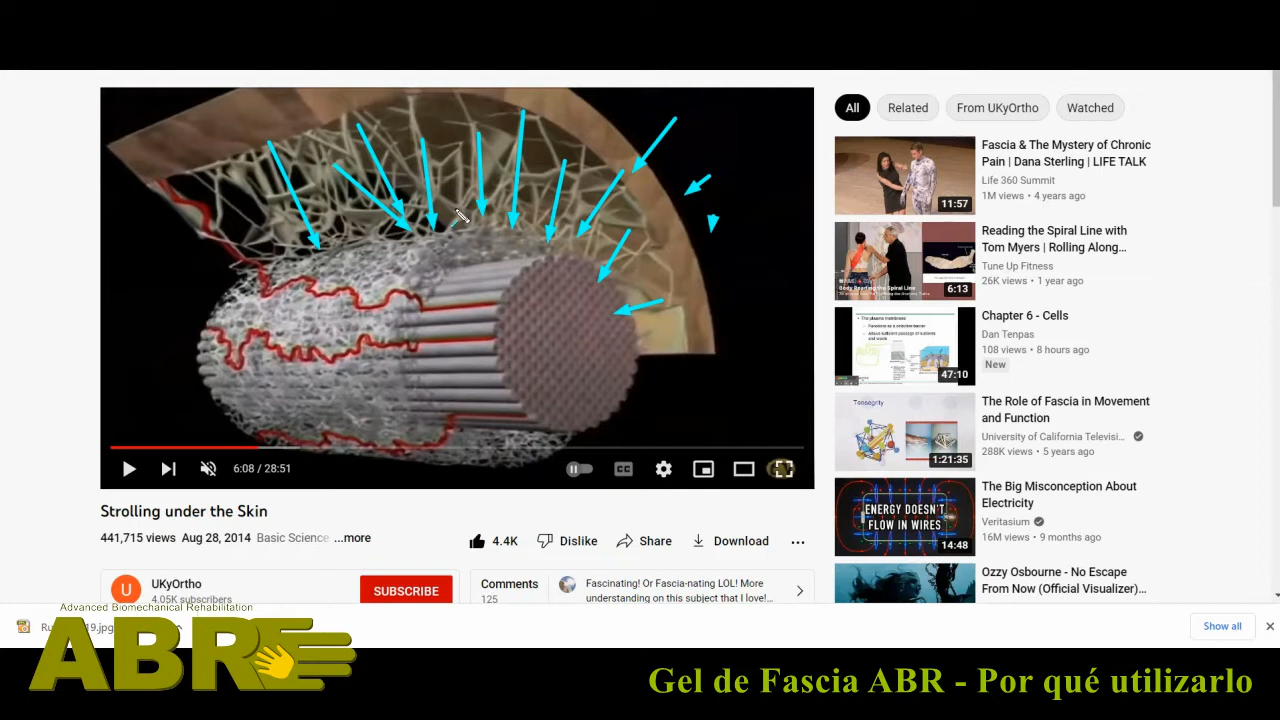 All
Related
From UKyOrtho
Watched
Fascia & The Mystery of Chronic
Pain | Dana Sterling | LIFE TALK
Life 360 Summit
1M views • 4 years ago
11:57
Reading the Spiral Line with
Tom Myers | Rolling Along...
Tune Up Fitness
26K views • 1 year ago
6:13
Chapter 6 - Cells
Dan Tenpas
108 views • 8 hours ago
New
The plasma membrane
47:10
The Role of Fascia in Movement
and Function
University of California Televisi...
288K views • 5 years ago
Tensegrity
1:21:35
The Big Misconception About
Electricity
Veritasium
16M views • 9 months ago
ENERGY DOESN'T
FLOW IN WIRES
14:48
Ozzy Osbourne - No Escape
From Now (Official Visualizer)...
6:08 / 28:51
CC
Strolling under the Skin
441,715 views Aug 28, 2014 Basic Science ...more
4.4K
Dislike
Share
Download
U
UKyOrtho
4.05K subscribers
SUBSCRIBE
Comments
125
Fascinating! Or Fascia-nating LOL! More
understanding on this subject that I love!...
Show all
Advanced Biomechanical Rehabilitation
ABR
Gel de Fascia ABR - Por qué utilizarlo